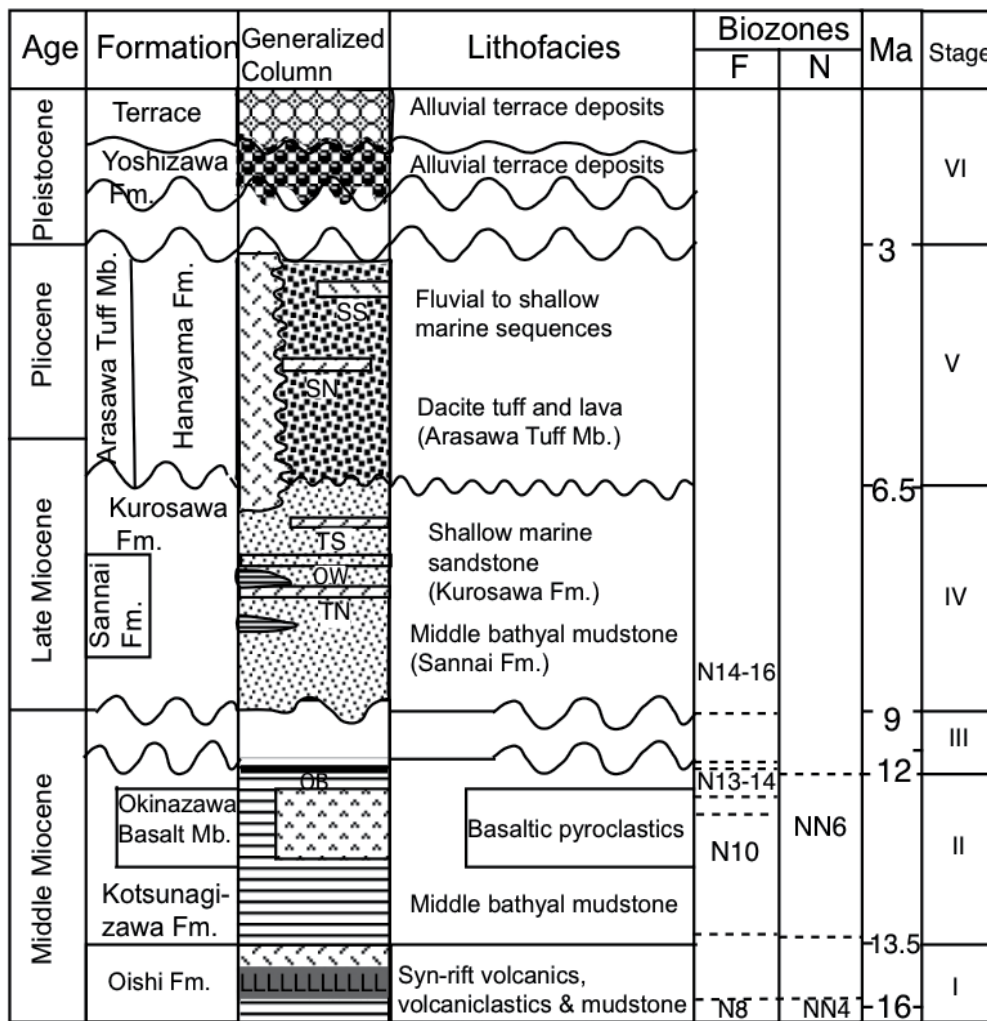 Age
Formation
Generalized
Column
Lithofacies
Biozones
F
N
Ma
Stage
Pleistocene
Terrace
Alluvial terrace deposits
Yoshizawa
Fm.
Alluvial terrace deposits
VI
3
Pliocene
Arasawa Tuff Mb.
Hanayama Fm.
SS
SN
Fluvial to shallow
marine sequences
Dacite tuff and lava
(Arasawa Tuff Mb.)
V
6.5
Late Miocene
Kurosawa
Fm.
Sannai
Fm.
TS
OW
TN
Shallow marine
sandstone
(Kurosawa Fm.)
Middle bathyal mudstone
(Sannai Fm.)
N14-16
IV
9
III
12
Middle Miocene
OB
N13-14
Okinazawa
Basalt Mb.
Basaltic pyroclastics
N10
NN6
II
Kotsunagi-
zawa Fm.
Middle bathyal mudstone
13.5
Oishi Fm.
LLLLLLLLLLL
Syn-rift volcanics,
volcaniclastics & mudstone
N8
NN4
I
16